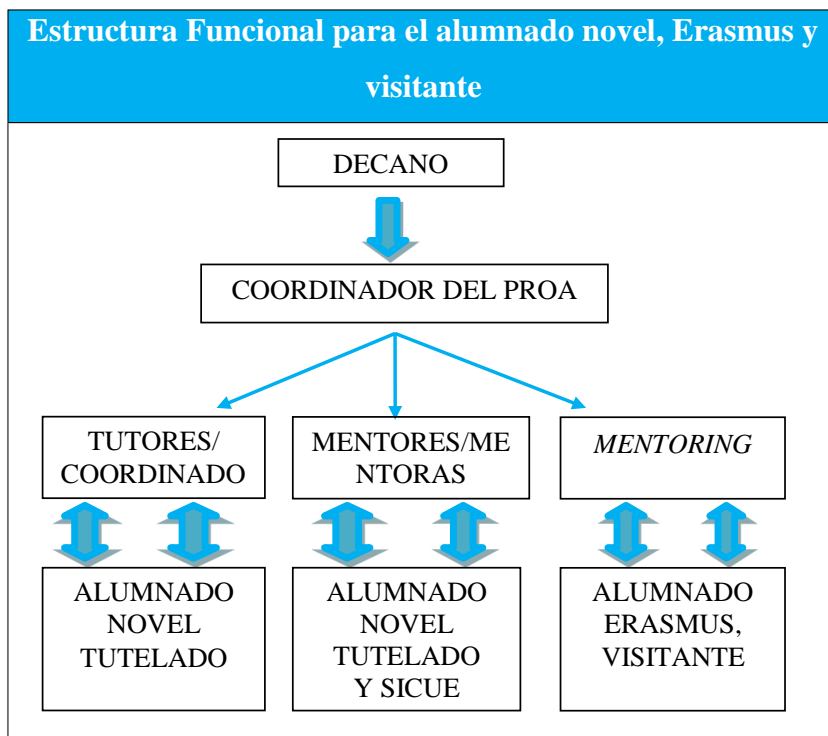 Estructura Funcional para el alumnado novel, Erasmus y
visitante
DECANO
COORDINADOR DEL PROA
TUTORES/
COORDINADO
MENTORES/ME
NTORAS
MENTORING
ALUMNADO
NOVEL
TUTELADO
ALUMNADO
NOVEL
TUTELADO
Y SICUE
ALUMNADO
ERASMUS,
VISITANTE